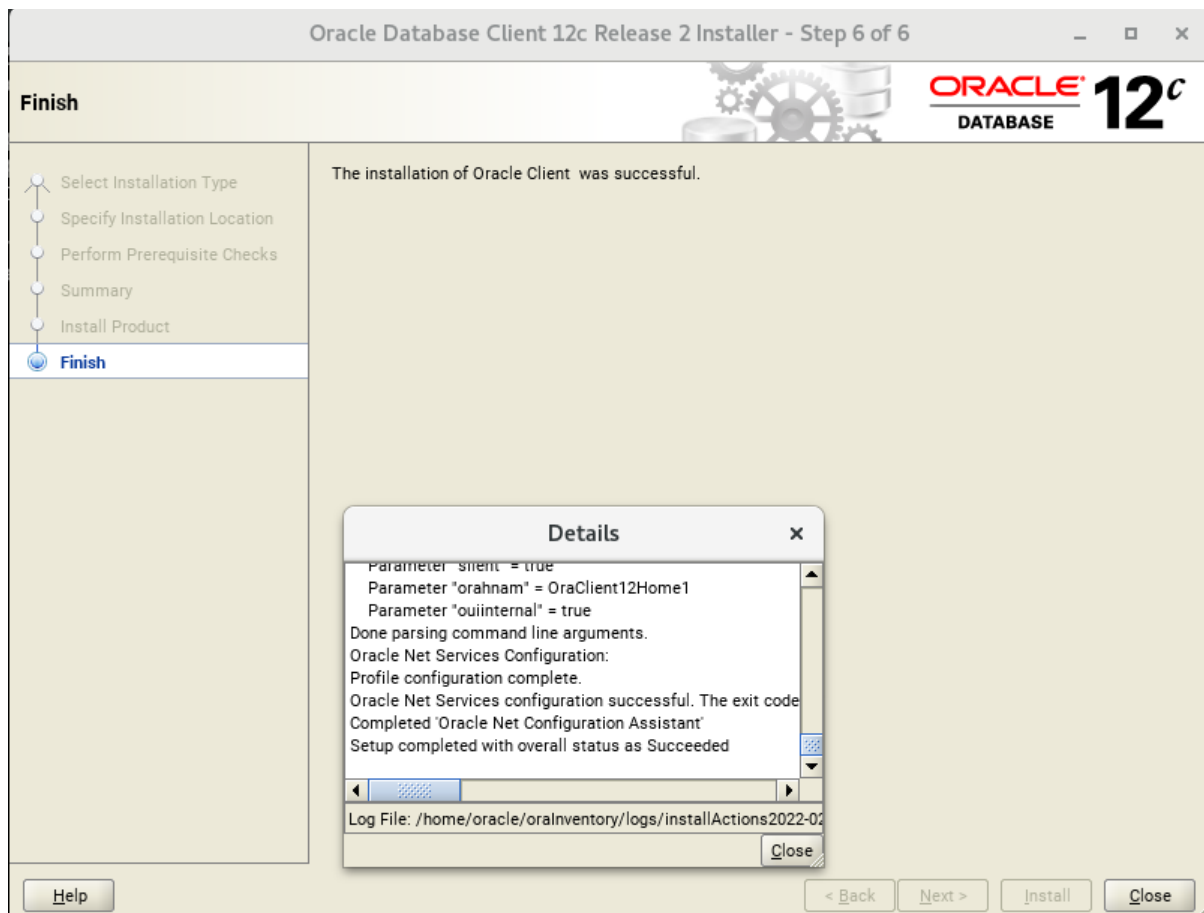 Oracle Database Client 12c Release 2 Installer - Step 6 of 6
Finish
ORACLE
DATABASE
12c
Select Installation Type
Specify Installation Location
Perform Prerequisite Checks
Summary
Install Product
Finish
The installation of Oracle Client was successful.
Details
Parameter "silent" = true
Parameter "orahnam" = OraClient12Home1
Parameter "ouiinternal" = true
Done parsing command line arguments.
Oracle Net Services Configuration:
Profile configuration complete.
Oracle Net Services configuration successful. The exit code
Completed 'Oracle Net Configuration Assistant'
Setup completed with overall status as Succeeded
Log File: /home/oracle/oraInventory/logs/installActions2022-02
Close
Help
< Back
Next >
Install
Close